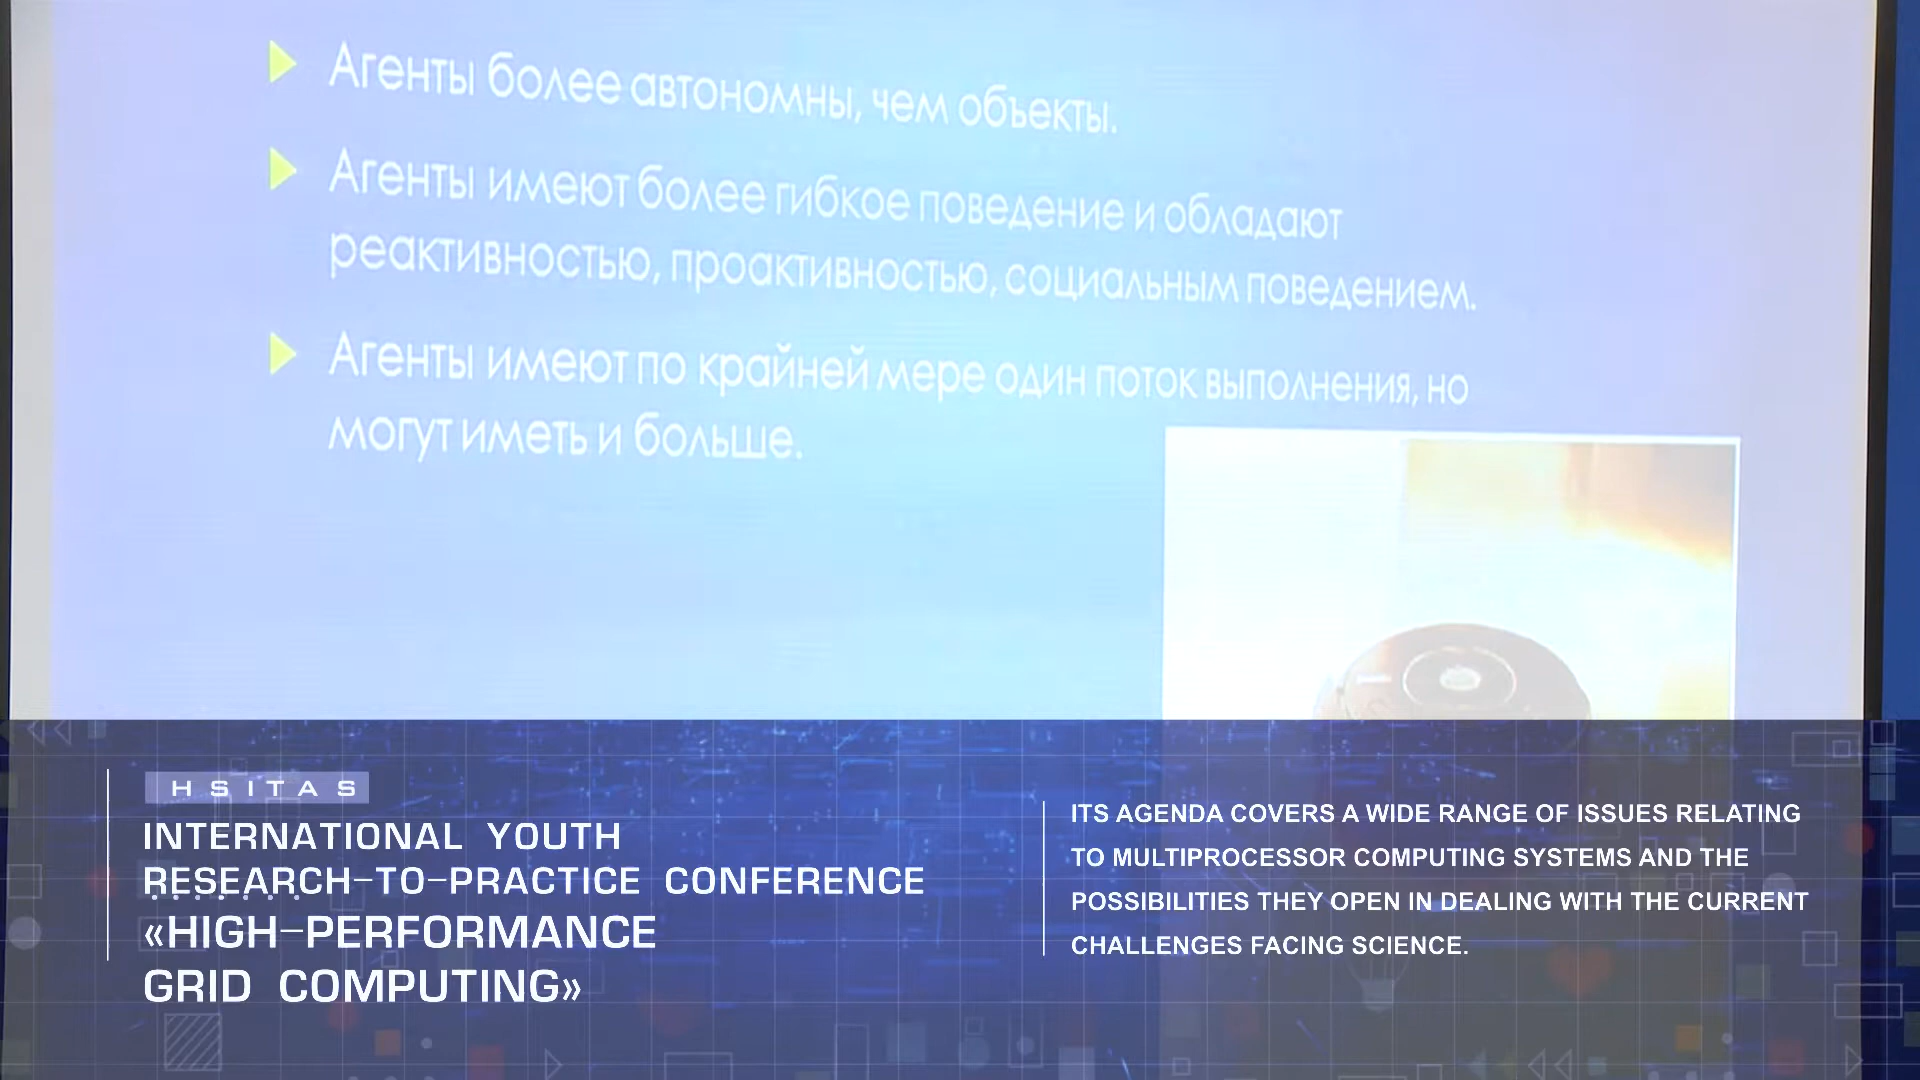 Агенты более автономны, чем объекты.
Агенты имеют более гибкое поведение и обладают
реактивностью, проактивностью, социальным поведением.
Агенты имеют по крайней мере один поток выполнения, но
могут иметь и больше.
HSITAS
INTERNATIONAL YOUTH
RESEARCH-TO-PRACTICE CONFERENCE
«HIGH-PERFORMANCE
GRID COMPUTING»
ITS AGENDA COVERS A WIDE RANGE OF ISSUES RELATING
TO MULTIPROCESSOR COMPUTING SYSTEMS AND THE
POSSIBILITIES THEY OPEN IN DEALING WITH THE CURRENT
CHALLENGES FACING SCIENCE.